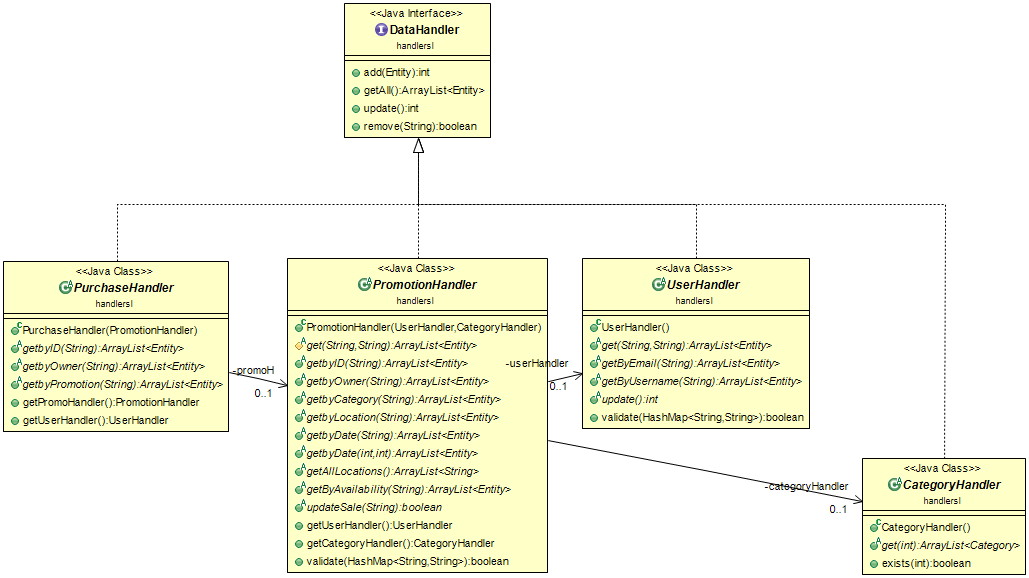 <<Java Interface>>
DataHandler
handlersI
add(Entity):int
getAll():ArrayList<Entity>
update():int
remove(String):boolean
<<Java Class>>
PurchaseHandler
handlersI
PurchaseHandler(PromotionHandler)
getbyID(String):ArrayList<Entity>
getbyOwner(String):ArrayList<Entity>
getbyPromotion(String):ArrayList<Entity>
getPromoHandler():PromotionHandler
getUserHandler():UserHandler
-promoH
0..1
<<Java Class>>
PromotionHandler
handlersI
PromotionHandler(UserHandler,CategoryHandler)
get(String,String):ArrayList<Entity>
getbyID(String):ArrayList<Entity>
getbyOwner(String):ArrayList<Entity>
getbyCategory(String):ArrayList<Entity>
getbyLocation(String):ArrayList<Entity>
getbyDate(String):ArrayList<Entity>
getbyDate(int,int):ArrayList<Entity>
getAllLocations():ArrayList<String>
getByAvailability(String):ArrayList<Entity>
updateSale(String):boolean
getUserHandler():UserHandler
getCategoryHandler():CategoryHandler
validate(HashMap<String,String>):boolean
-userHandler
0..1
<<Java Class>>
UserHandler
handlersI
UserHandler()
get(String,String):ArrayList<Entity>
getByEmail(String):ArrayList<Entity>
getByUsername(String):ArrayList<Entity>
update():int
validate(HashMap<String,String>):boolean
-categoryHandler
0..1
<<Java Class>>
CategoryHandler
handlersI
CategoryHandler()
get(int):ArrayList<Category>
exists(int):boolean